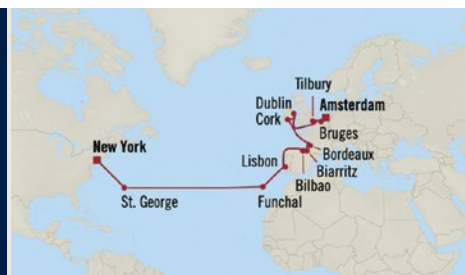 Tilbury
Dublin
Amsterdam
Cork
Bruges
New York
Bordeaux
Lisbon
Biarritz
Bilbao
St. George
Funchal